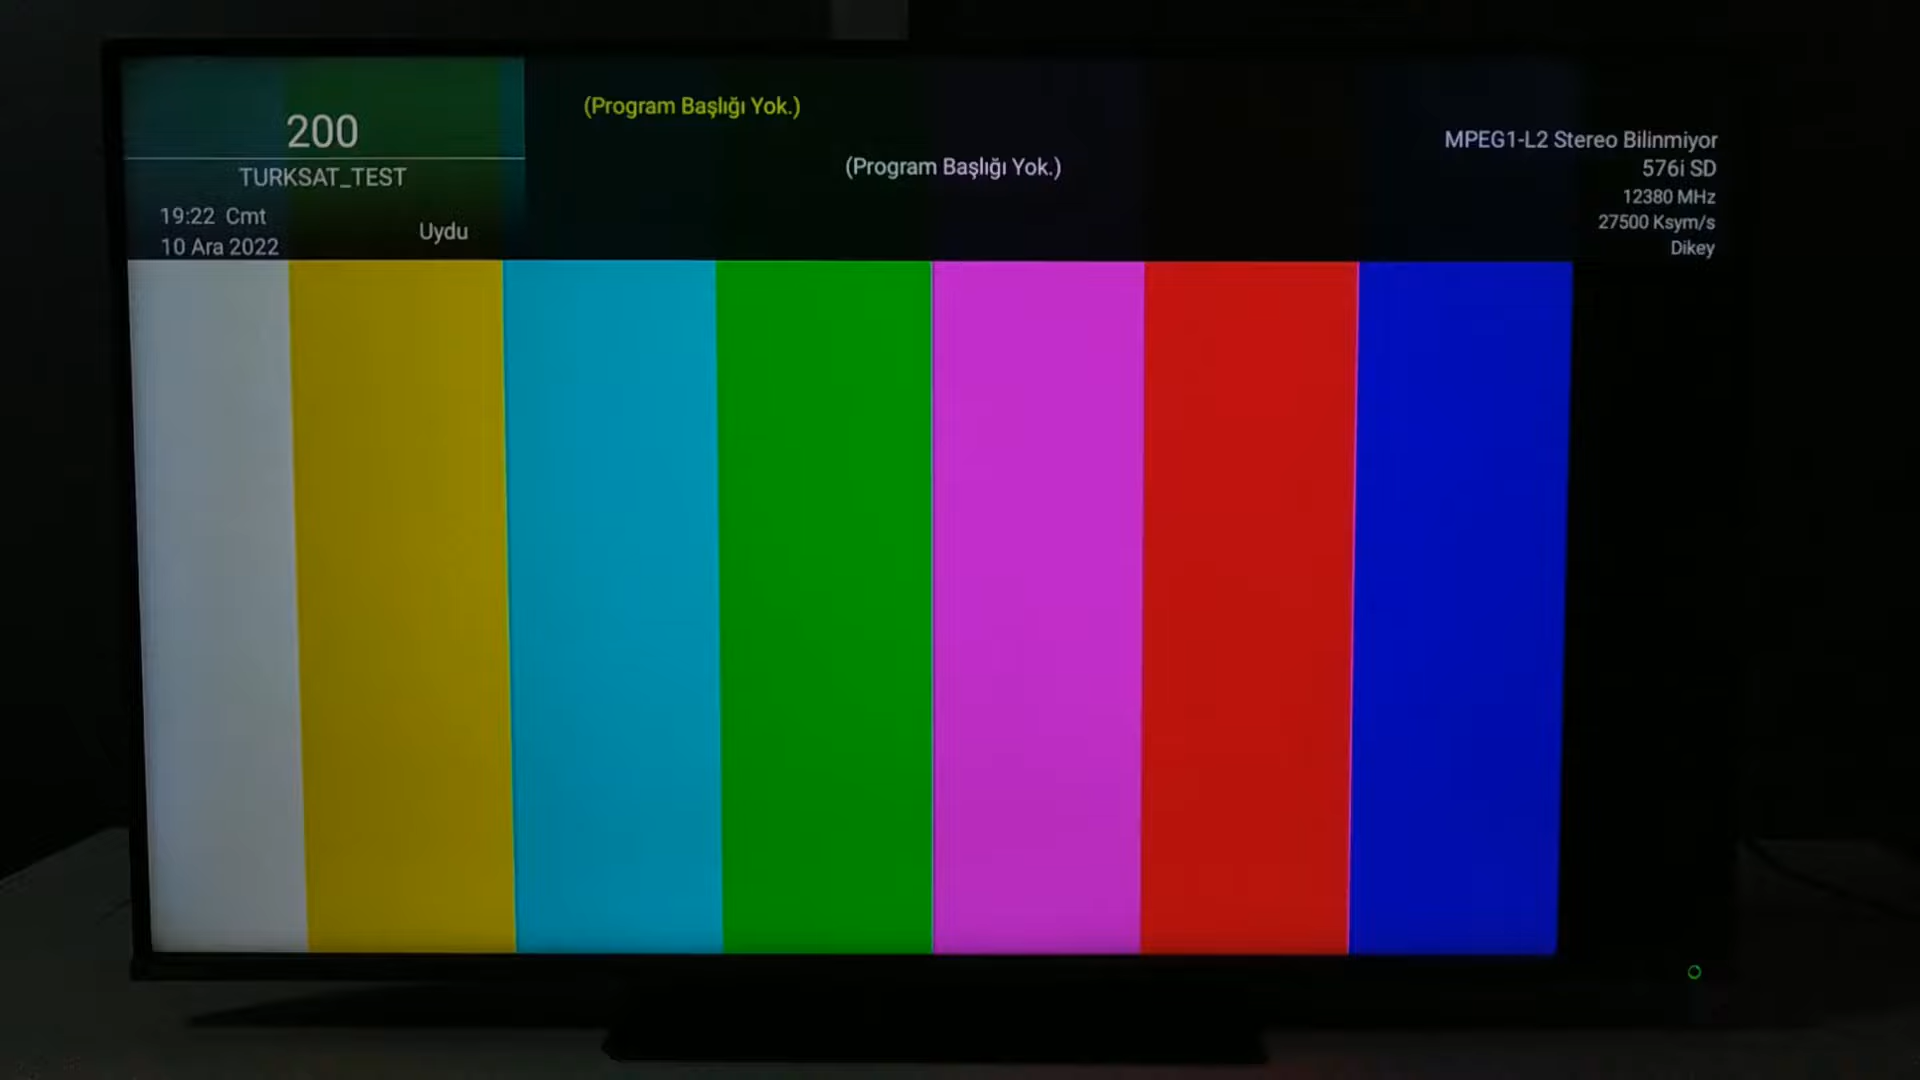 200
TURKSAT_TEST
19:22 Cmt
10 Ara 2022
Uydu
(Program Başlığı Yok.)
(Program Başlığı Yok.)
MPEG1-L2 Stereo Bilinmiyor
576i SD
12380 MHz
27500 Ksym/s
Dikey